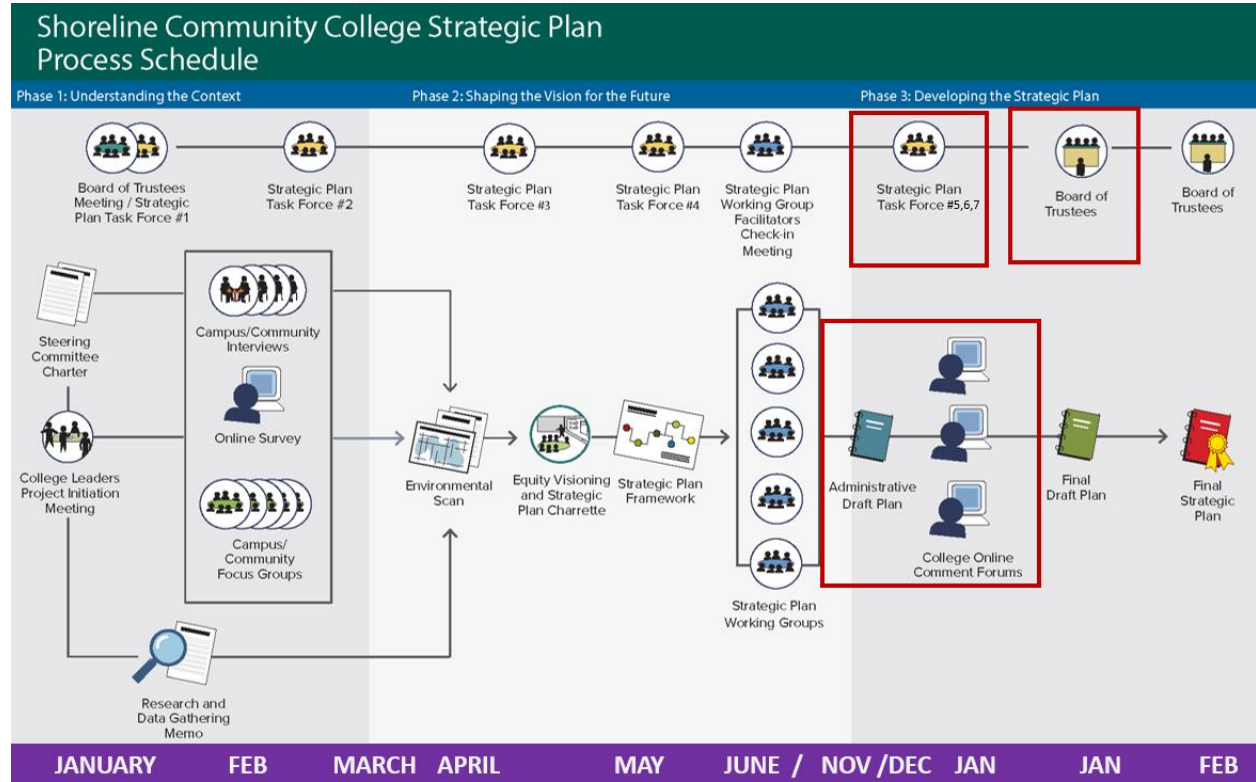 Shoreline Community College Strategic Plan
Process Schedule
Phase 1: Understanding the Context
Phase 2: Shaping the Vision for the Future
Phase 3: Developing the Strategic Plan
Board of Trustees
Meeting / Strategic
Plan Task Force #1
Strategic Plan
Task Force #2
Strategic Plan
Task Force #3
Strategic Plan
Task Force #4
Strategic Plan
Working Group
Facilitators
Check-in
Meeting
Strategic Plan
Task Force #5,6,7
Board of
Trustees
Board of
Trustees
Steering
Committee
Charter
College Leaders
Project Initiation
Meeting
Campus/Community
Interviews
Online Survey
Campus/
Community
Focus Groups
Research and
Data Gathering
Memo
Environmental
Scan
Equity Visioning
and Strategic
Plan Charrette
Strategic Plan
Framework
Strategic Plan
Working Groups
Administrative
Draft Plan
College Online
Comment Forums
Final
Draft Plan
Final
Strategic
Plan
JANUARY FEB MARCH APRIL MAY JUNE / NOV /DEC JAN JAN FEB